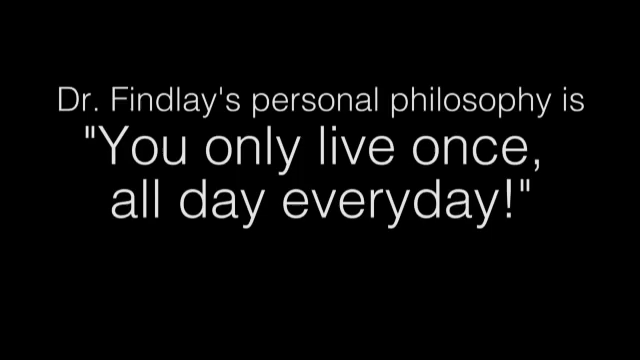 Dr. Findlay's personal philosophy is
"You only live once,
all day everyday!"